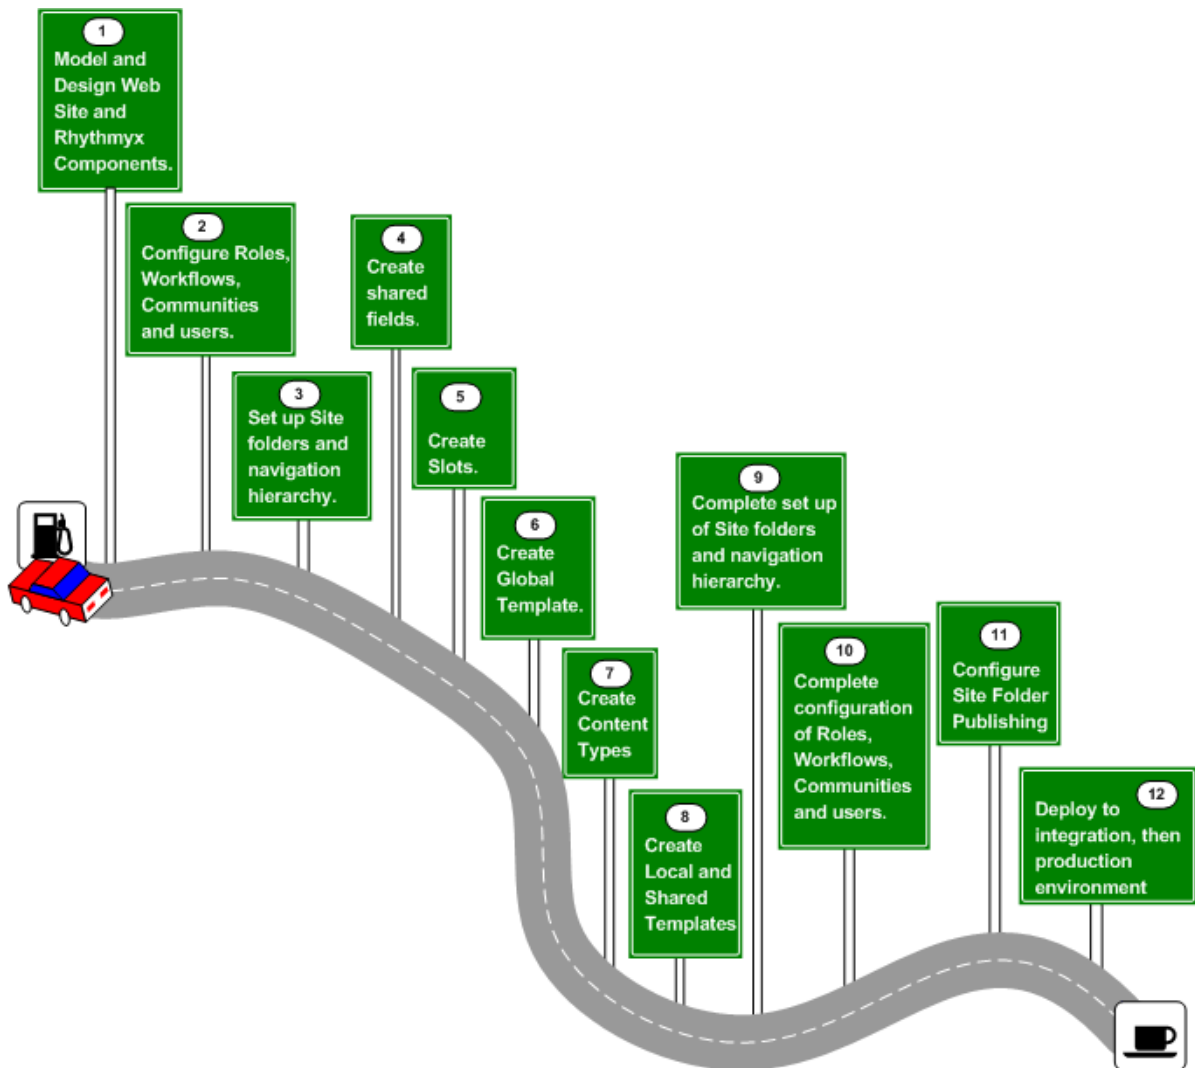 1
Model and
Design Web
Site and
Rhythmyx
Components.
2
Configure Roles,
Workflows,
Communities
and users.
3
Set up Site
folders and
navigation
hierarchy.
4
Create
shared
fields.
5
Create
Slots.
6
Create
Global
Template.
7
Create
Content
Types
8
Create
Local and
Shared
Templates
9
Complete set up
of Site folders
and navigation
hierarchy.
10
Complete
configuration
of Roles,
Workflows,
Communities
and users.
11
Configure
Site Folder
Publishing
12
Deploy to
integration, then
production
environment